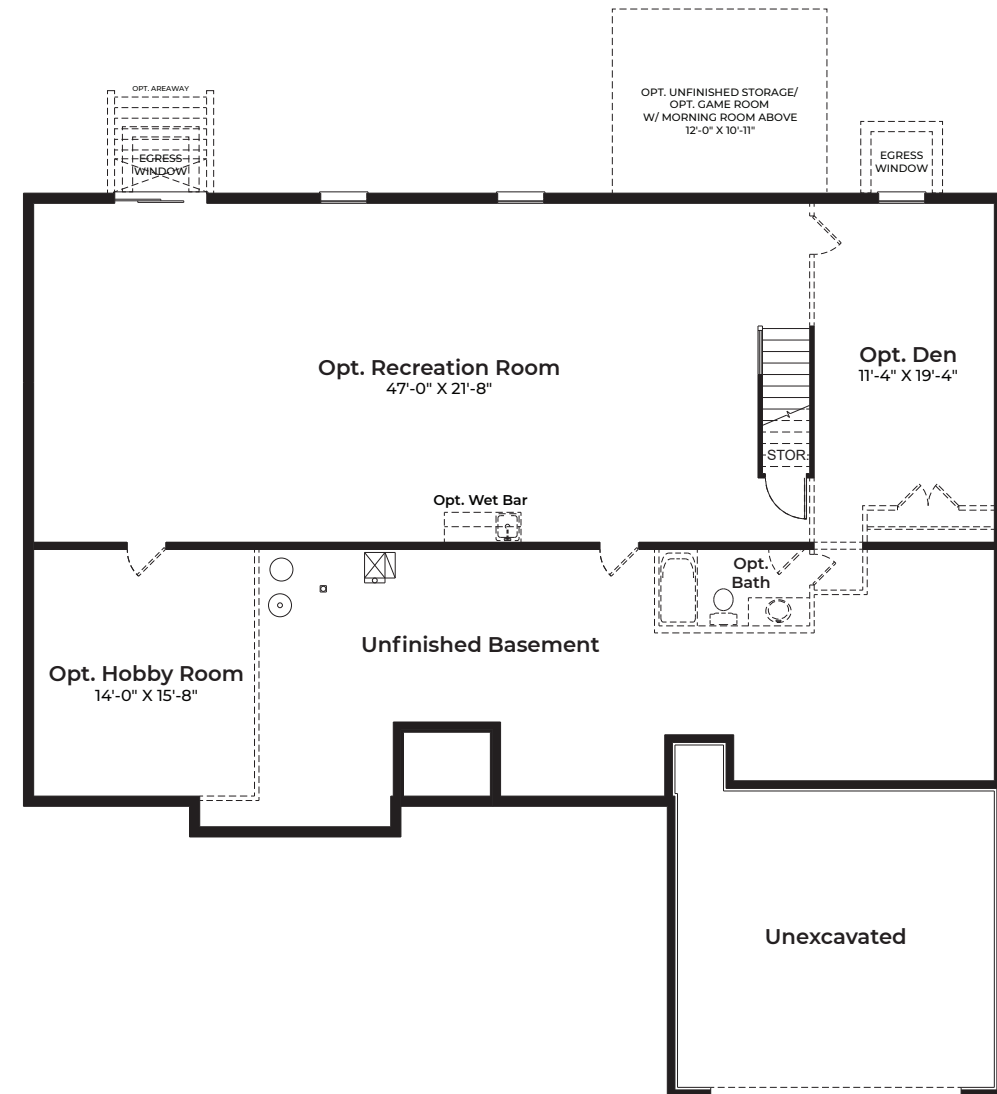 OPT. AREAWAY
EGRESS
WINDOW
OPT. UNFINISHED STORAGE/
OPT. GAME ROOM
W/ MORNING ROOM ABOVE
12'-0" X 10'-11"
EGRESS
WINDOW
Opt. Recreation Room
47'-0" X 21'-8"
Opt. Den
11'-4" X 19'-4"
STOR.
Opt. Wet Bar
Opt.
Bath
Unfinished Basement
Opt. Hobby Room
14'-0" X 15'-8"
Unexcavated